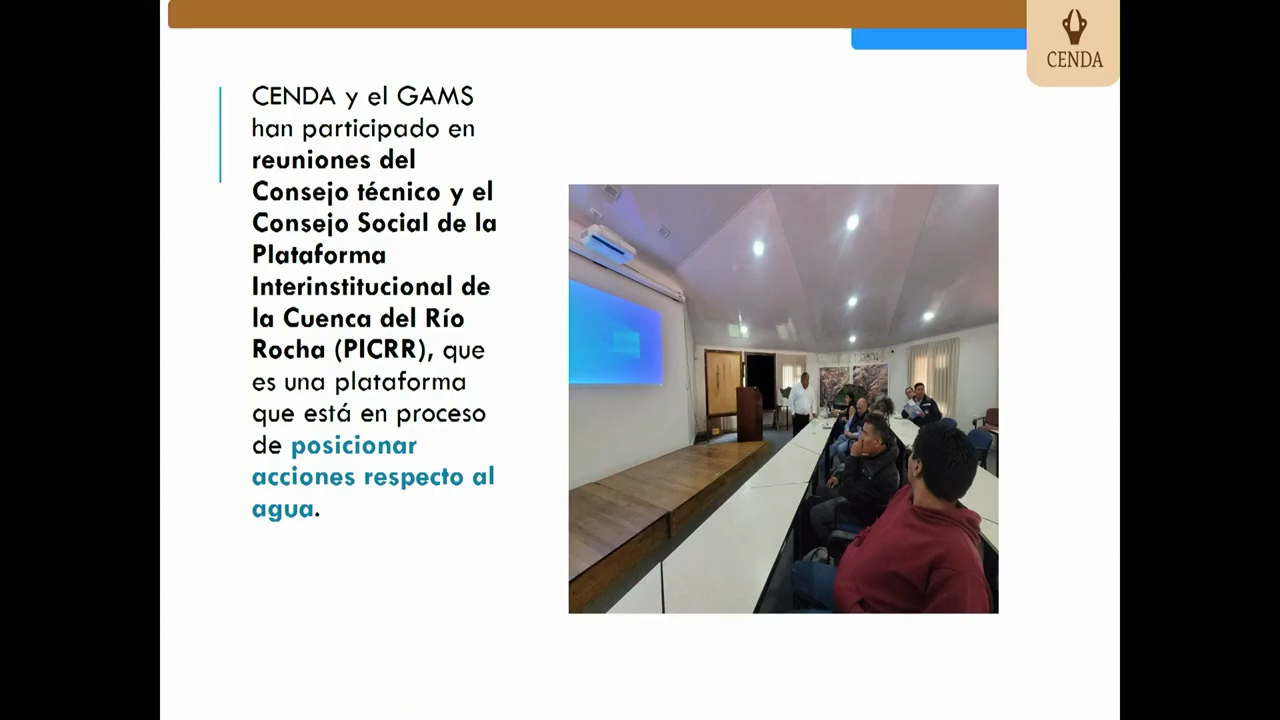 CENDA
CENDA y el GAMS
han participado en
reuniones del
Consejo técnico y el
Consejo Social de la
Plataforma
Interinstitucional de
la Cuenca del Río
Rocha (PICRR), que
es una plataforma
que está en proceso
de posicionar
acciones respecto al
agua.